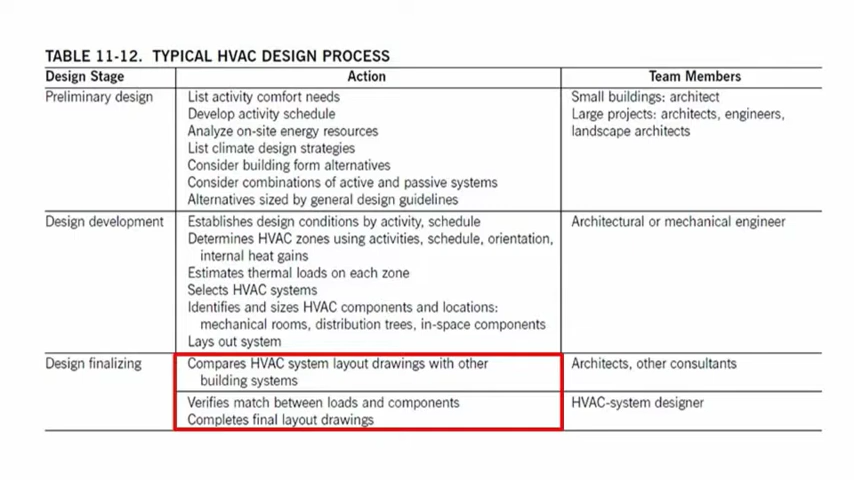 TABLE 11-12. TYPICAL HVAC DESIGN PROCESS
Design Stage Action Team Members
Preliminary design List activity comfort needs Small buildings: architect
Develop activity schedule Large projects: architects, engineers,
Analyze on-site energy resources landscape architects
List climate design strategies
Consider building form alternatives
Consider combinations of active and passive systems
Alternatives sized by general design guidelines
Design development Establishes design conditions by activity, schedule Architectural or mechanical engineer
Determines HVAC zones using activities, schedule, orientation,
internal heat gains
Estimates thermal loads on each zone
Selects HVAC systems
Identifies and sizes HVAC components and locations:
mechanical rooms, distribution trees, in-space components
Lays out system
Design finalizing Compares HVAC system layout drawings with other Architects, other consultants
building systems
Verifies match between loads and components HVAC-system designer
Completes final layout drawings